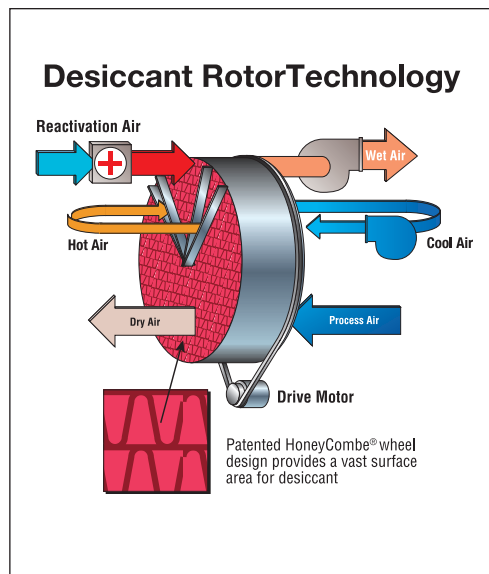 Desiccant RotorTechnology
Reactivation Air
Wet Air
Hot Air
Cool Air
Dry Air
Process Air
Drive Motor
Patented HoneyCombe® wheel
design provides a vast surface
area for desiccant